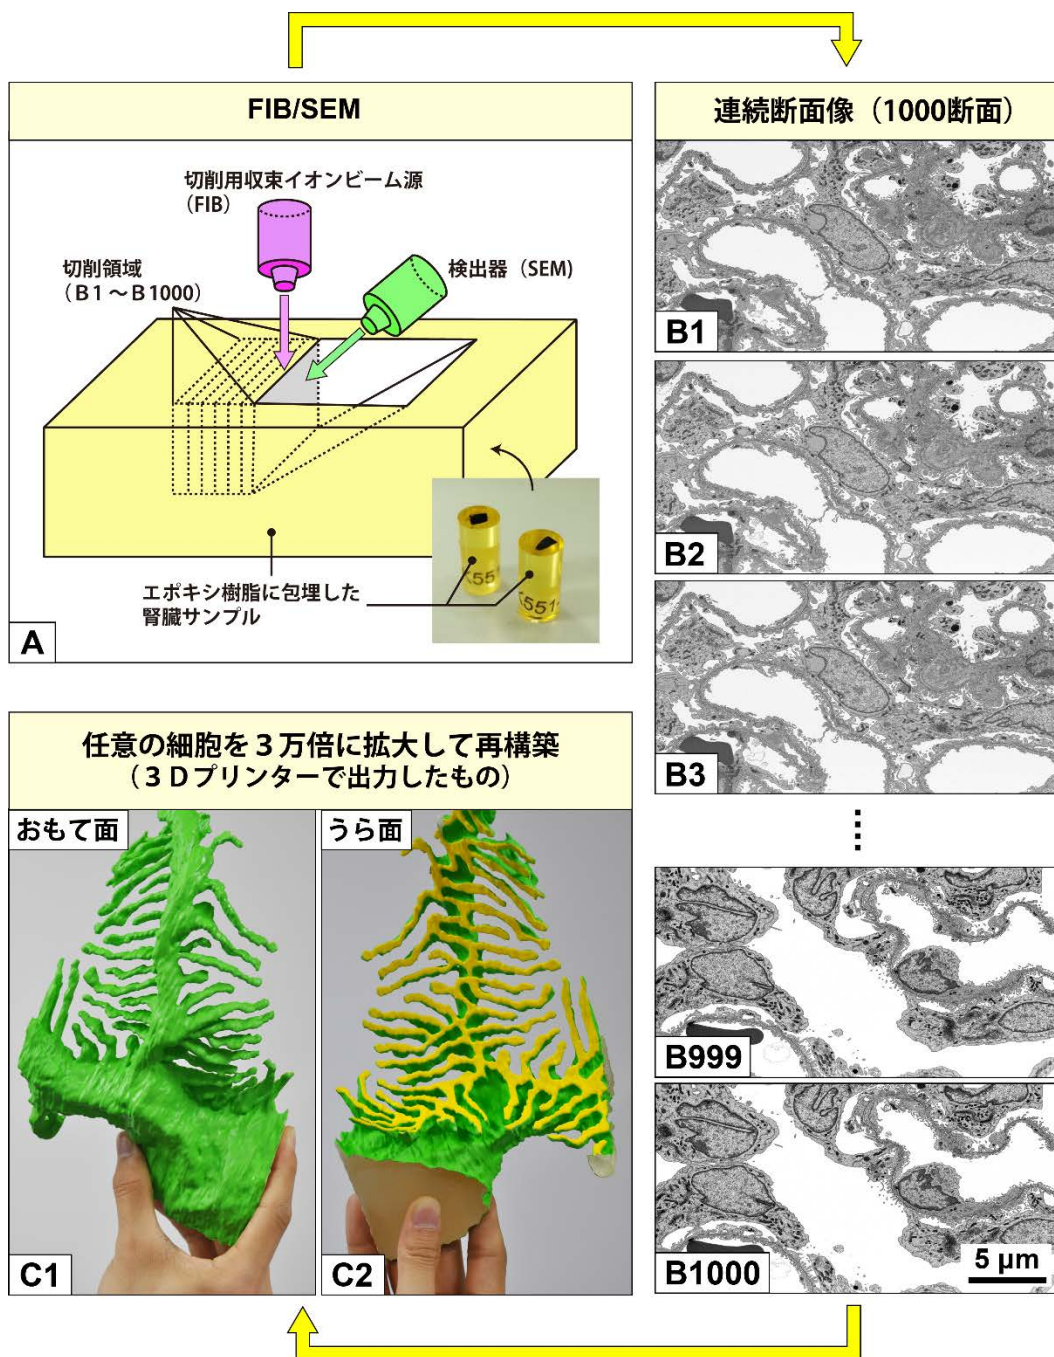 FIB/SEM
切削用収束イオンビーム源
(FIB)
切削領域
(B1～B1000)
検出器(SEM)
エポキシ樹脂に包埋した
腎臓サンプル
K551
K551
A
連続断面像(1000断面)
B1
B2
B3
B999
B1000
5 µm
任意の細胞を３万倍に拡大して再構築
(３Ｄプリンターで出力したもの)
おもて面
うら面
C1
C2